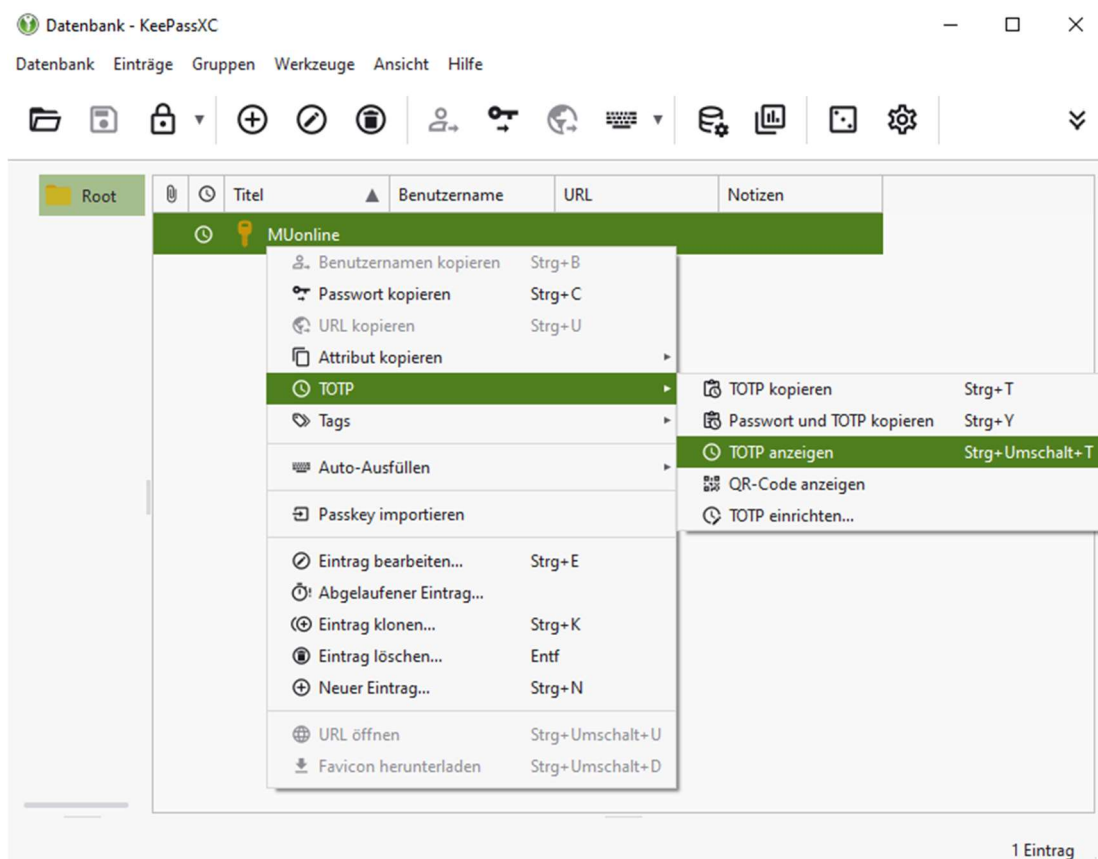 Datenbank - KeePassXC
Datenbank Einträge Gruppen Werkzeuge Ansicht Hilfe
Root
Titel Benutzername URL Notizen
MUonline
Benutzernamen kopieren Strg+B
Passwort kopieren Strg+C
URL kopieren Strg+U
Attribut kopieren
TOTP
Tags
Auto-Ausfüllen
Passkey importieren
Eintrag bearbeiten... Strg+E
Abgelaufener Eintrag...
Eintrag klonen... Strg+K
Eintrag löschen... Entf
Neuer Eintrag... Strg+N
URL öffnen Strg+Umschalt+U
Favicon herunterladen Strg+Umschalt+D
TOTP kopieren Strg+T
Passwort und TOTP kopieren Strg+Y
TOTP anzeigen Strg+Umschalt+T
QR-Code anzeigen
TOTP einrichten...
1 Eintrag